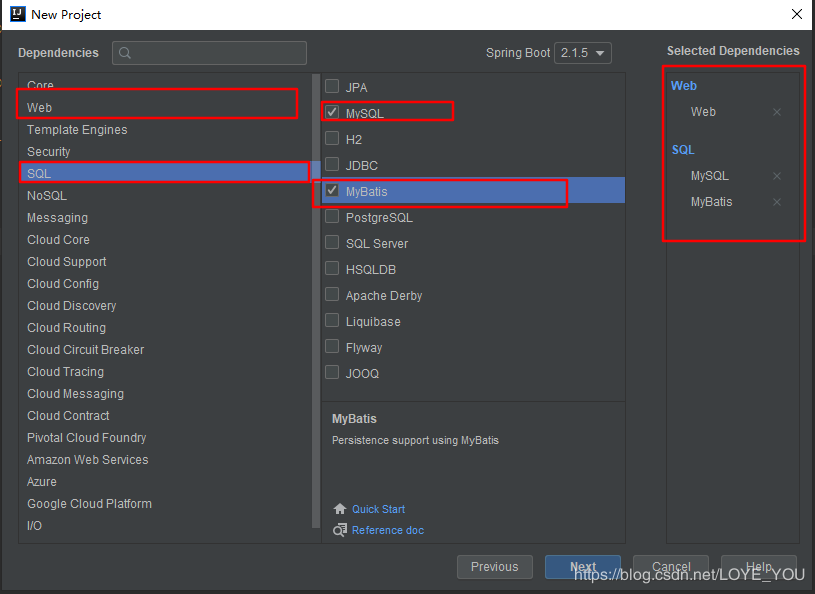 New Project
Dependencies
Spring Boot 2.1.5
Selected Dependencies
Core
Web
Template Engines
Security
SQL
NoSQL
Messaging
Cloud Core
Cloud Support
Cloud Config
Cloud Discovery
Cloud Routing
Cloud Circuit Breaker
Cloud Tracing
Cloud Messaging
Cloud Contract
Pivotal Cloud Foundry
Amazon Web Services
Azure
Google Cloud Platform
I/O
JPA
MySQL
H2
JDBC
MyBatis
PostgreSQL
SQL Server
HSQLDB
Apache Derby
Liquibase
Flyway
JOOQ
MyBatis
Persistence support using MyBatis
Quick Start
Reference doc
Web
Web
SQL
MySQL
MyBatis
Previous
Next
Cancel
Help
https://blog.csdn.net/LOYE_YOU